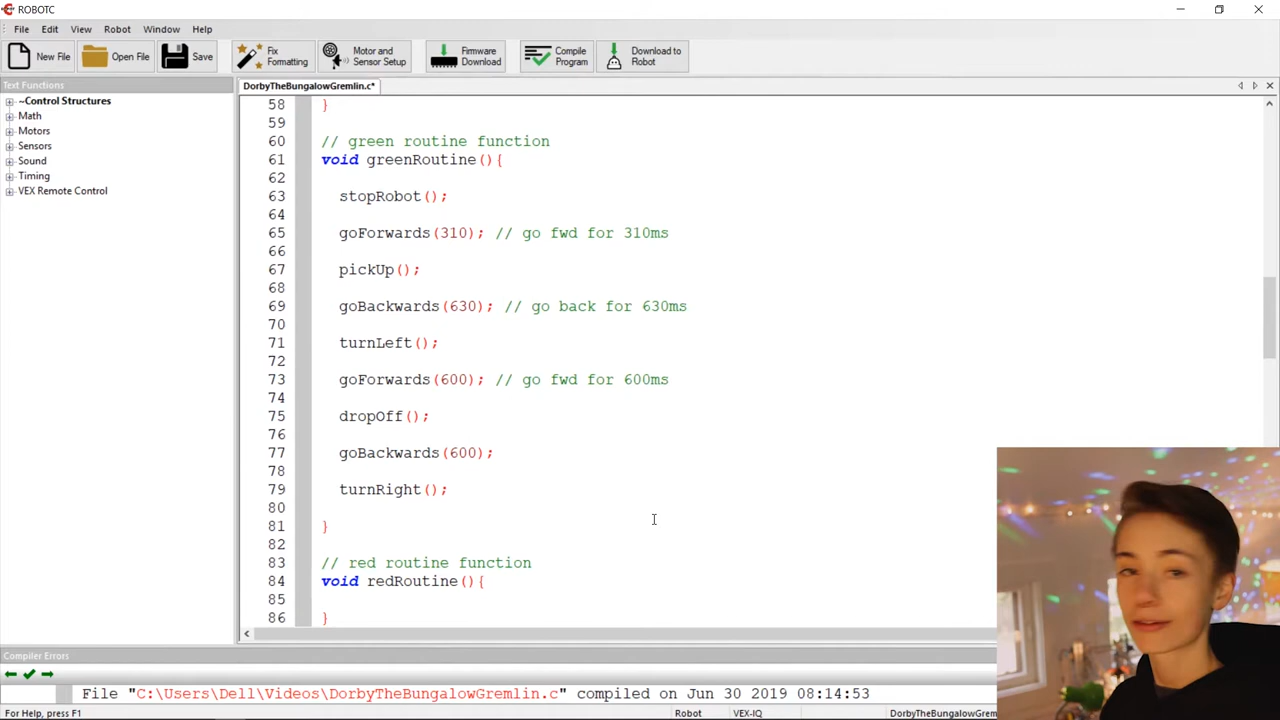 ROBOTC
File Edit View Robot Window Help
New File Open File Save Fix Formatting Motor and Sensor Setup Firmware Download Compile Program Download to Robot
Text Functions
DorbyTheBungalowGremlin.c*
~Control Structures
Math
Motors
Sensors
Sound
Timing
VEX Remote Control
58 }
59
60 // green routine function
61 void greenRoutine(){
62
63 stopRobot();
64
65 goForwards(310); // go fwd for 310ms
66
67 pickUp();
68
69 goBackwards(630); // go back for 630ms
70
71 turnLeft();
72
73 goForwards(600); // go fwd for 600ms
74
75 dropOff();
76
77 goBackwards(600);
78
79 turnRight();
80
81 }
82
83 // red routine function
84 void redRoutine(){
85
86 }
Compiler Errors
File "C:\Users\Dell\Videos\DorbyTheBungalowGremlin.c" compiled on Jun 30 2019 08:14:53
For Help, press F1 Robot VEX-IQ DorbyTheBungalowGrem